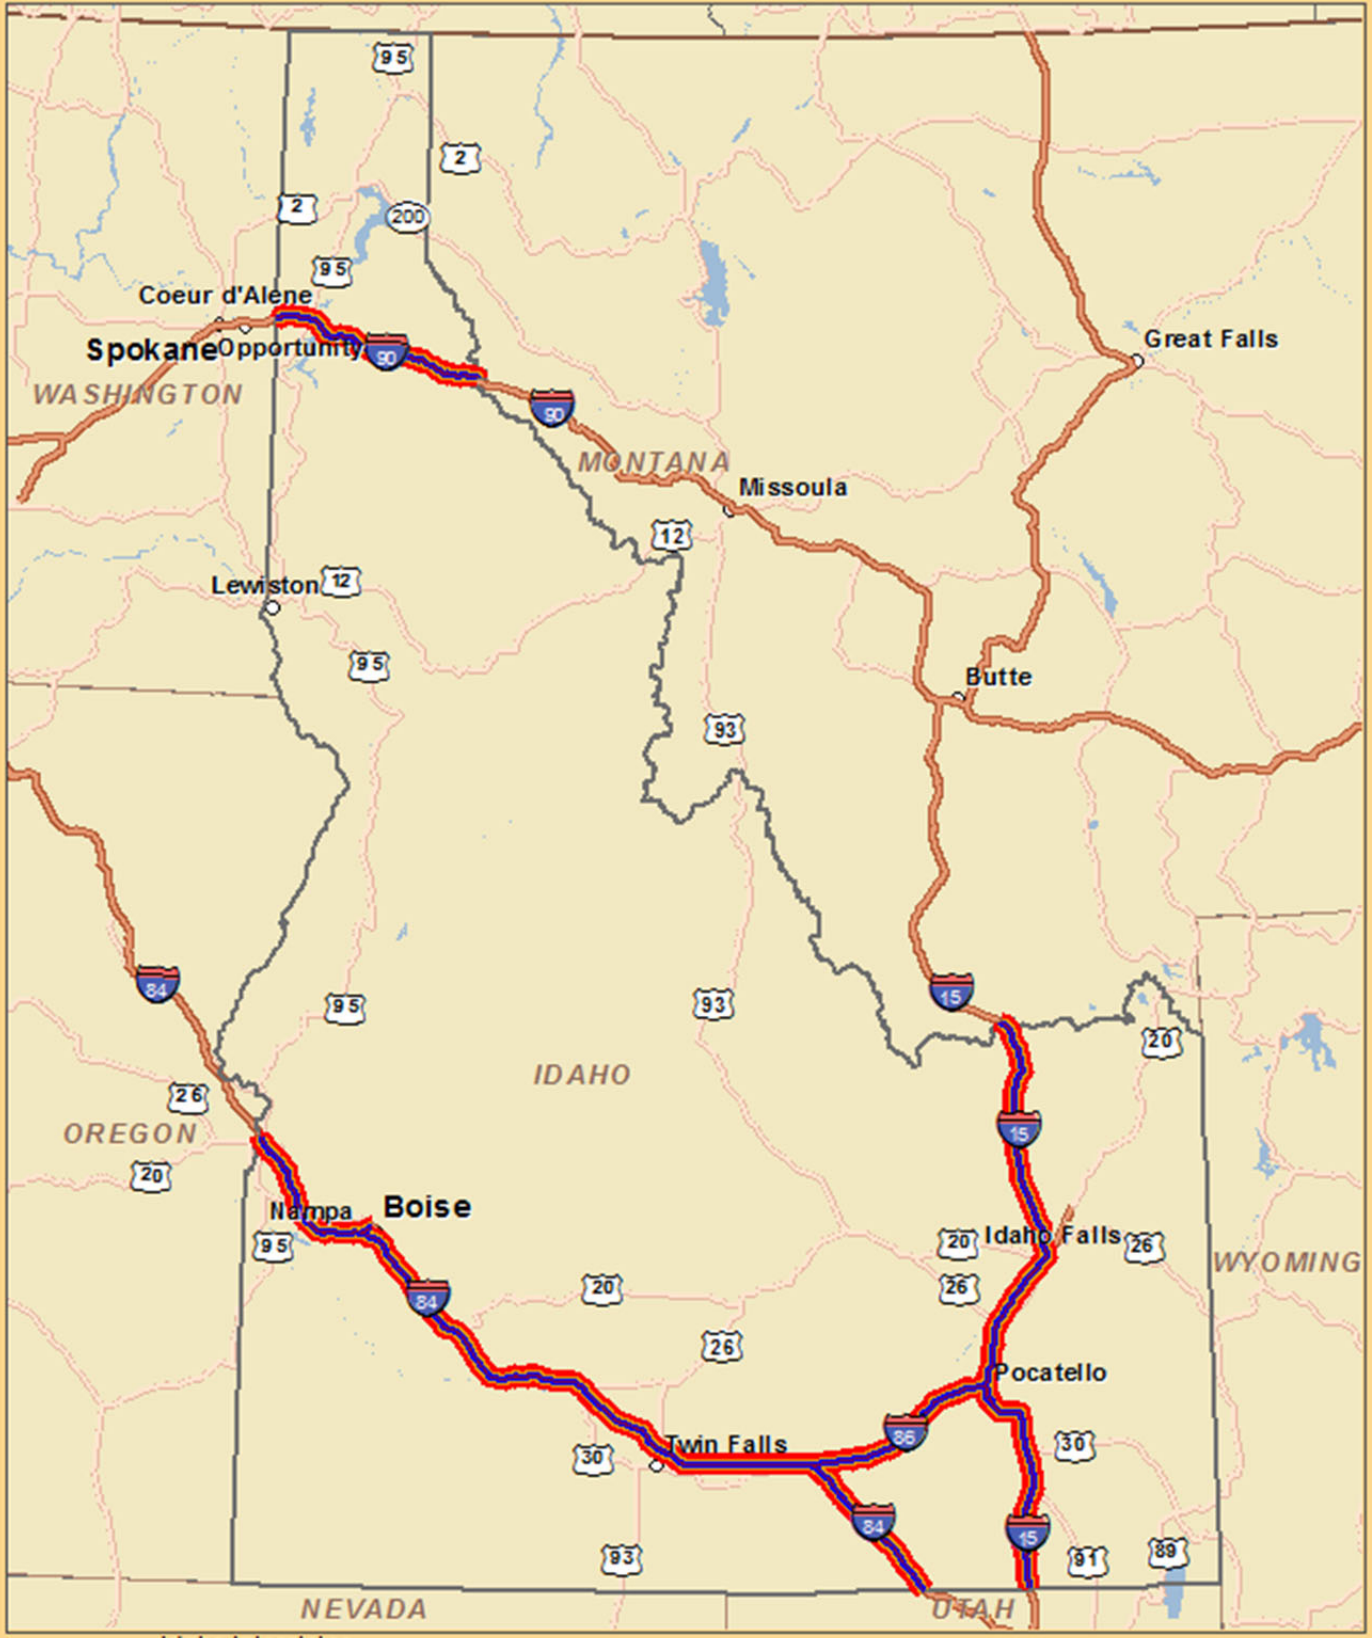 95
2
2
200
95
Coeur d'Alene
Great Falls
Spokane
Opportunity
90
WASHINGTON
90
MONTANA
Missoula
12
Lewiston
12
95
Butte
93
84
15
95
93
20
IDAHO
26
OREGON
15
20
Nampa
Boise
95
20
Idaho Falls
26
WYOMING
84
20
26
26
Pocatello
86
Twin Falls
30
30
84
15
93
91
89
NEVADA
UTAH